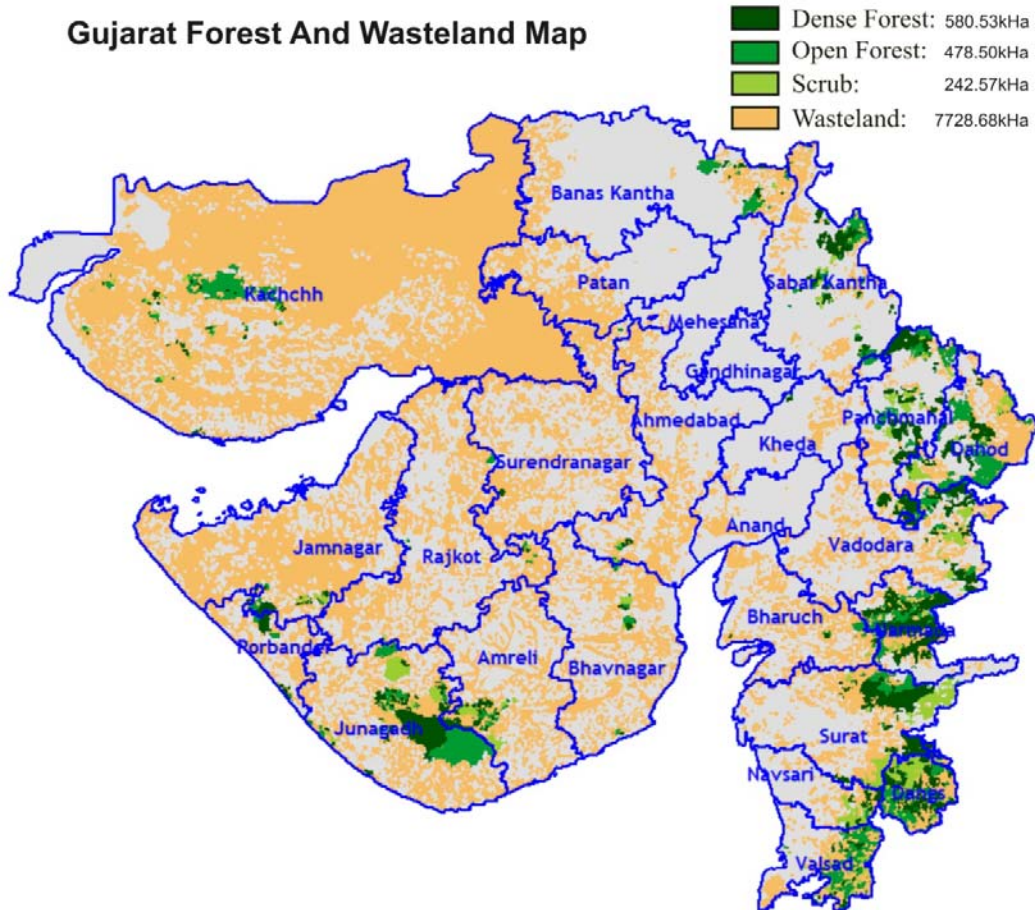 Gujarat Forest And Wasteland Map
Dense Forest: 580.53kHa
Open Forest: 478.50kHa
Scrub: 242.57kHa
Wasteland: 7728.68kHa
Banas Kantha
Patan
Sabar Kantha
Kachchh
Mehesana
Gandhinagar
Ahmedabad
Panchmahal
Kheda
Dahod
Surendranagar
Anand
Jamnagar
Rajkot
Vadodara
Bharuch
Narmada
Porbander
Amreli
Bhavnagar
Junagadh
Surat
Navsari
Dangs
Valsad